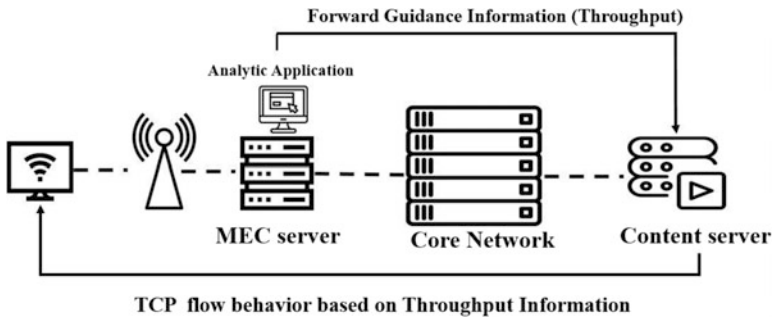 Forward Guidance Information (Throughput)
Analytic Application
MEC server
Core Network
Content server
TCP flow behavior based on Throughput Information